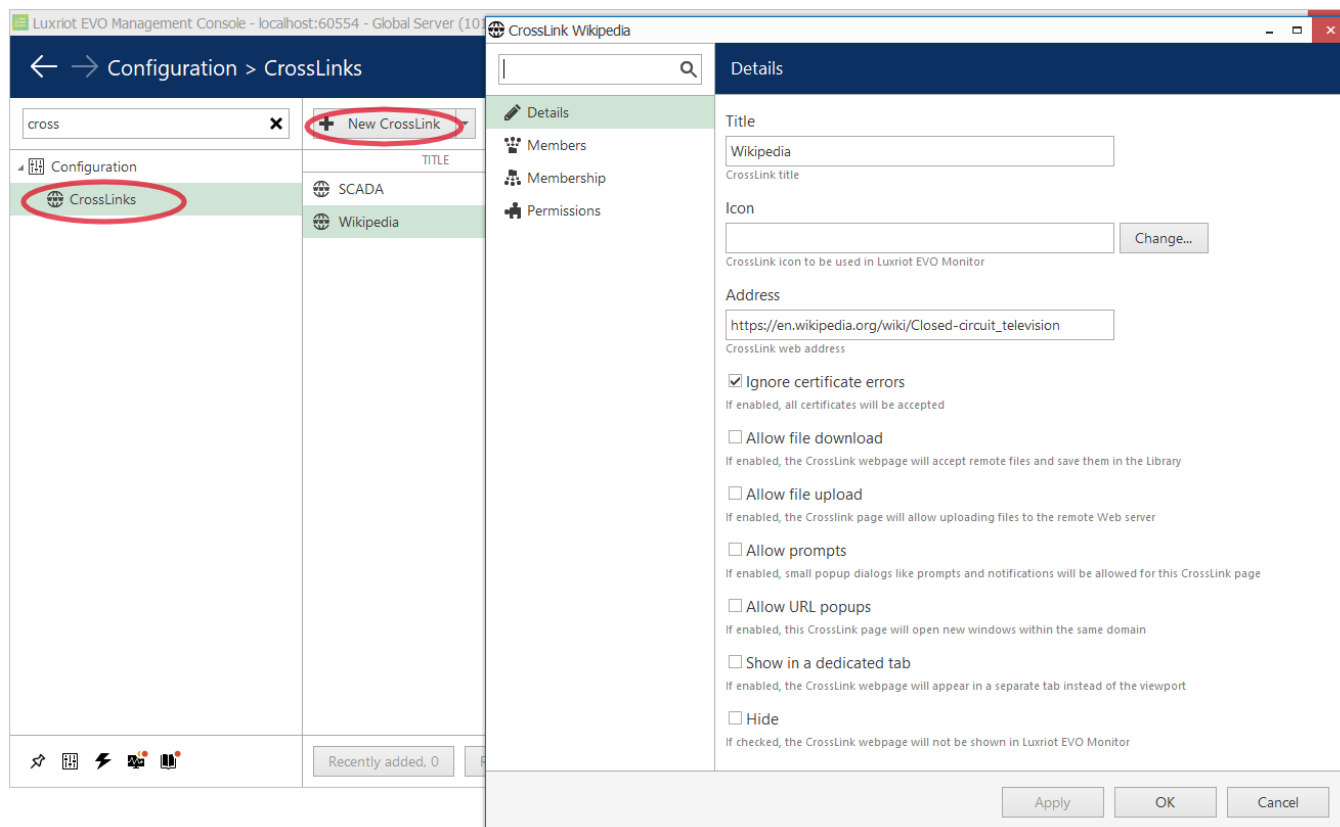 Luxriot EVO Management Console - localhost:60554 - Global Server (101
Configuration > CrossLinks
cross
Configuration
CrossLinks
New CrossLink
TITLE
SCADA
Wikipedia
Recently added, 0
CrossLink Wikipedia
Details
Members
Membership
Permissions
Details
Title
Wikipedia
CrossLink title
Icon
Change...
CrossLink icon to be used in Luxriot EVO Monitor
Address
https://en.wikipedia.org/wiki/Closed-circuit_television
CrossLink web address
Ignore certificate errors
If enabled, all certificates will be accepted
Allow file download
If enabled, the CrossLink webpage will accept remote files and save them in the Library
Allow file upload
If enabled, the Crosslink page will allow uploading files to the remote Web server
Allow prompts
If enabled, small popup dialogs like prompts and notifications will be allowed for this CrossLink page
Allow URL popups
If enabled, this CrossLink page will open new windows within the same domain
Show in a dedicated tab
If enabled, the CrossLink webpage will appear in a separate tab instead of the viewport
Hide
If checked, the CrossLink webpage will not be shown in Luxriot EVO Monitor
Apply
OK
Cancel